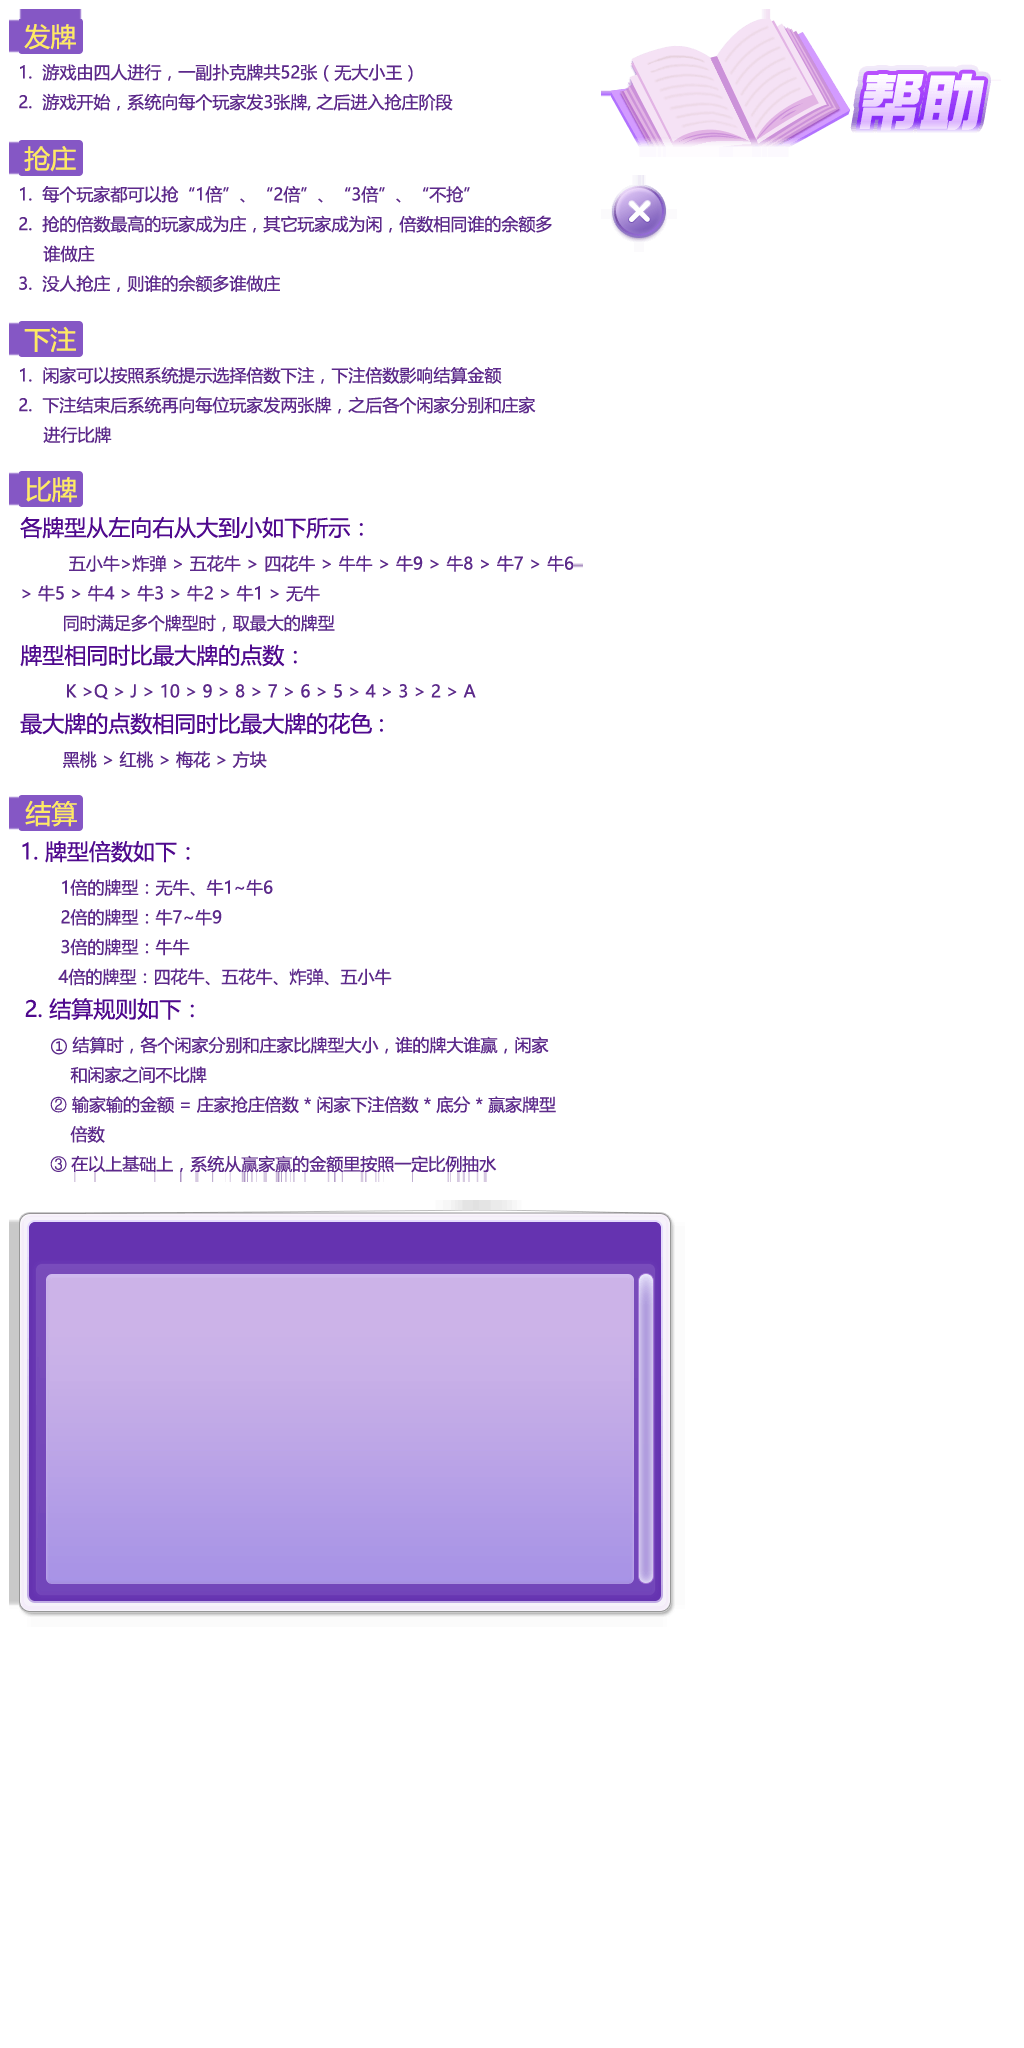 发牌
1. 游戏由四人进行，一副扑克牌共52张（无大小王）
2. 游戏开始，系统向每个玩家发3张牌, 之后进入抢庄阶段
帮助
抢庄
1. 每个玩家都可以抢“1倍”、“2倍”、“3倍”、“不抢”
2. 抢的倍数最高的玩家成为庄，其它玩家成为闲，倍数相同谁的余额多
谁做庄
3. 没人抢庄，则谁的余额多谁做庄
下注
1. 闲家可以按照系统提示选择倍数下注，下注倍数影响结算金额
2. 下注结束后系统再向每位玩家发两张牌，之后各个闲家分别和庄家
进行比牌
比牌
各牌型从左向右从大到小如下所示：
五小牛>炸弹 > 五花牛 > 四花牛 > 牛牛 > 牛9 > 牛8 > 牛7 > 牛6
> 牛5 > 牛4 > 牛3 > 牛2 > 牛1 > 无牛
同时满足多个牌型时，取最大的牌型
牌型相同时比最大牌的点数：
K >Q > J > 10 > 9 > 8 > 7 > 6 > 5 > 4 > 3 > 2 > A
最大牌的点数相同时比最大牌的花色：
黑桃 > 红桃 > 梅花 > 方块
结算
1. 牌型倍数如下：
1倍的牌型：无牛、牛1~牛6
2倍的牌型：牛7~牛9
3倍的牌型：牛牛
4倍的牌型：四花牛、五花牛、炸弹、五小牛
2. 结算规则如下：
① 结算时，各个闲家分别和庄家比牌型大小，谁的牌大谁赢，闲家
和闲家之间不比牌
② 输家输的金额 = 庄家抢庄倍数 * 闲家下注倍数 * 底分 * 赢家牌型
倍数
③ 在以上基础上，系统从赢家赢的金额里按照一定比例抽水